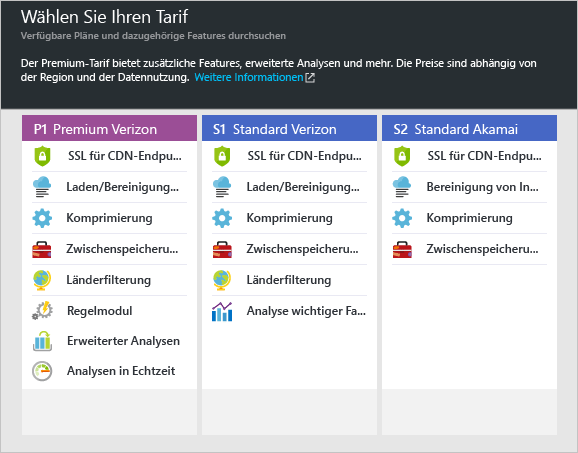 Wählen Sie Ihren Tarif
Verfügbare Pläne und dazugehörige Features durchsuchen
Der Premium-Tarif bietet zusätzliche Features, erweiterte Analysen und mehr. Die Preise sind abhängig von
der Region und der Datennutzung. Weitere Informationen
P1 Premium Verizon
SSL für CDN-Endpu...
Laden/Bereinigung...
Komprimierung
Zwischenspeicheru...
Länderfilterung
Regelmodul
Erweiterter Analysen
Analysen in Echtzeit
S1 Standard Verizon
SSL für CDN-Endpu...
Laden/Bereinigung...
Komprimierung
Zwischenspeicheru...
Länderfilterung
Analyse wichtiger Fa...
S2 Standard Akamai
SSL für CDN-Endpu...
Bereinigung von In...
Komprimierung
Zwischenspeicheru...